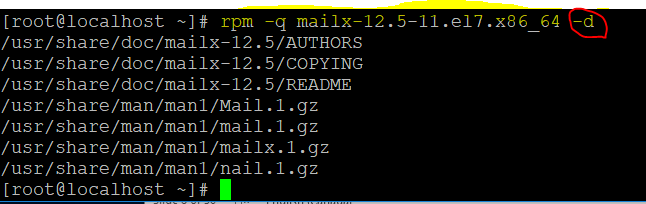 [root@localhost ~]# rpm -q mailx-12.5-11.el7.x86_64 -d
/usr/share/doc/mailx-12.5/AUTHORS
/usr/share/doc/mailx-12.5/COPYING
/usr/share/doc/mailx-12.5/README
/usr/share/man/man1/Mail.1.gz
/usr/share/man/man1/mail.1.gz
/usr/share/man/man1/mailx.1.gz
/usr/share/man/man1/nail.1.gz
[root@localhost ~]#